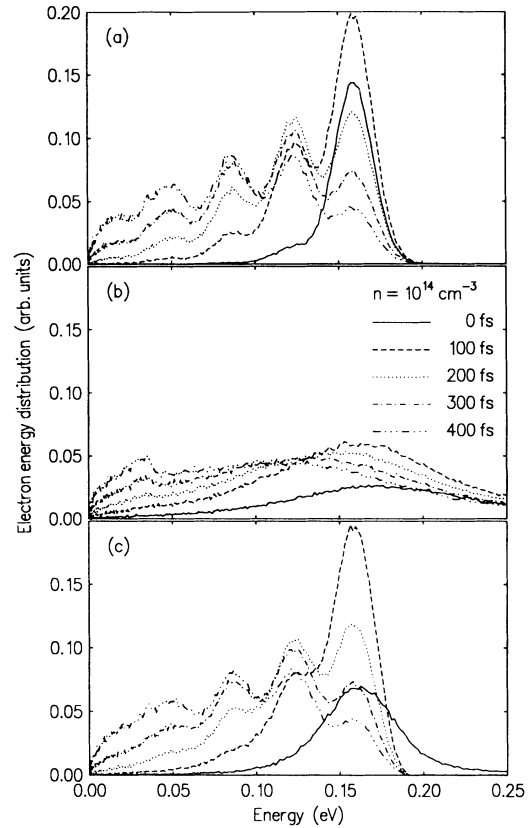 0.20
(a)
0.15
0.10
0.05
0.00
(b)
n = 10¹⁴ cm⁻³
0 fs
100 fs
200 fs
300 fs
400 fs
0.15
0.10
0.05
0.00
(c)
0.15
0.10
0.05
0.00
0.00 0.05 0.10 0.15 0.20 0.25
Energy (eV)
Electron energy distribution (arb. units)